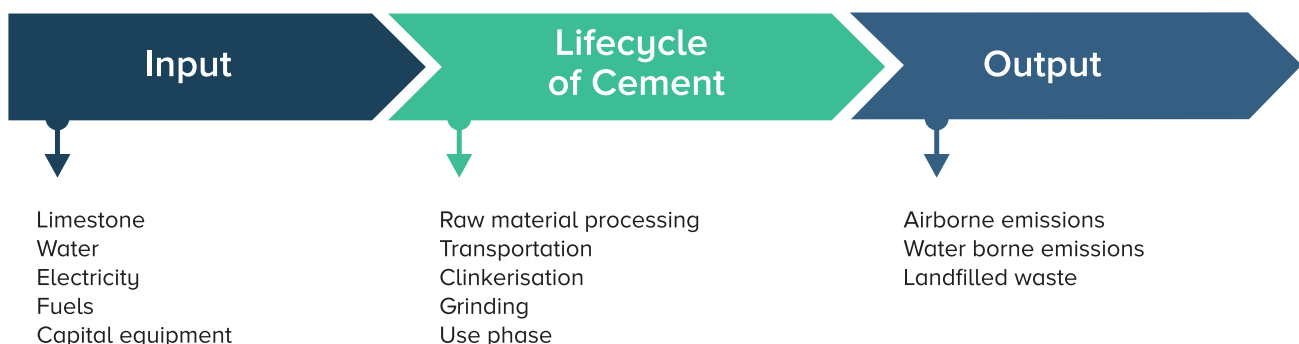 Input
Lifecycle
of Cement
Output
Limestone
Water
Electricity
Fuels
Capital equipment
Raw material processing
Transportation
Clinkerisation
Grinding
Use phase
Airborne emissions
Water borne emissions
Landfilled waste